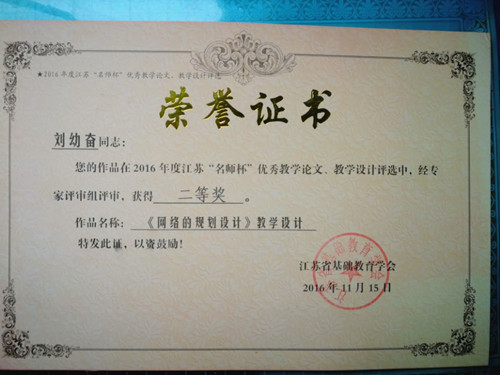 ★2016年度江苏“名师杯”优秀教学论文、教学设计评选
荣誉证书
刘幼奋同志：
您的作品在2016年度江苏“名师杯”优秀教学论文、教学设计评选中，经专
家评审组评审，获得 二等奖 。
作品名称：《网络的规划设计》教学设计
特发此证，以资鼓励！
江苏省基础教育学会
2016年11月15日